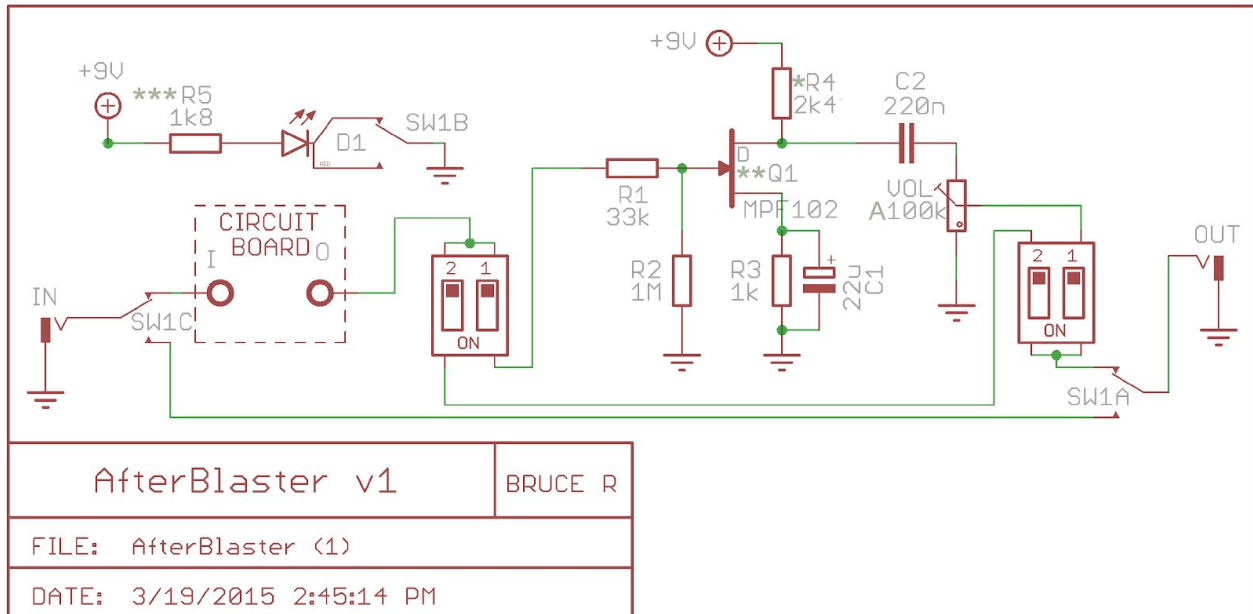 +9V
***R5
1k8
D1
RED
SW1B
+9V
*R4
2k4
C2
220n
D
**Q1
MPF102
VOL
A100k
CIRCUIT
BOARD
I
O
IN
SW1C
2 1
ON
R1
33k
R2
1M
R3
1k
+
22u
C1
2 1
ON
OUT
SW1A
AfterBlaster v1
BRUCE R
FILE: AfterBlaster (1)
DATE: 3/19/2015 2:45:14 PM